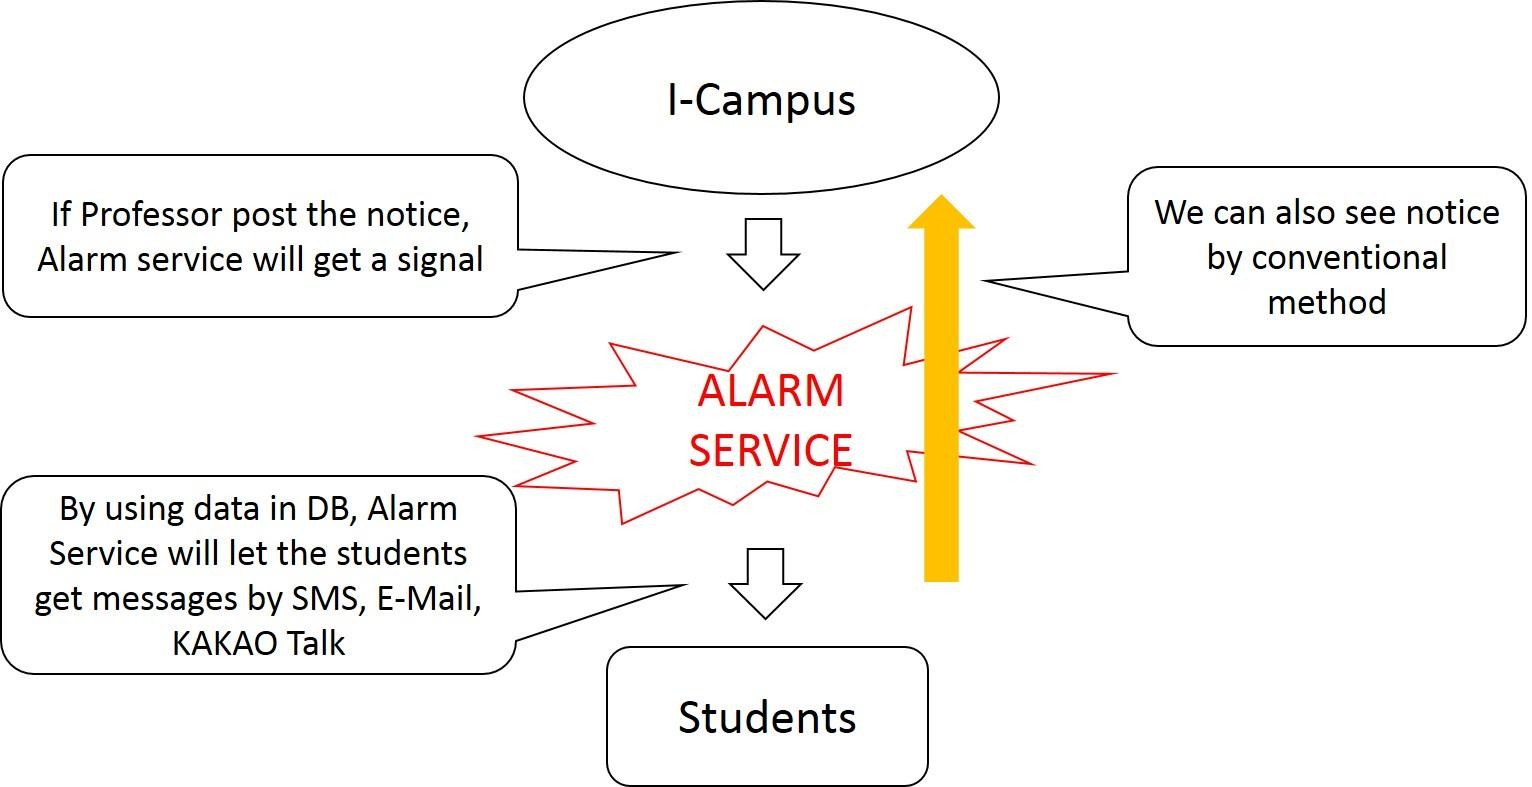 I-Campus
If Professor post the notice,
Alarm service will get a signal
We can also see notice
by conventional
method
ALARM
SERVICE
By using data in DB, Alarm
Service will let the students
get messages by SMS, E-Mail,
KAKAO Talk
Students